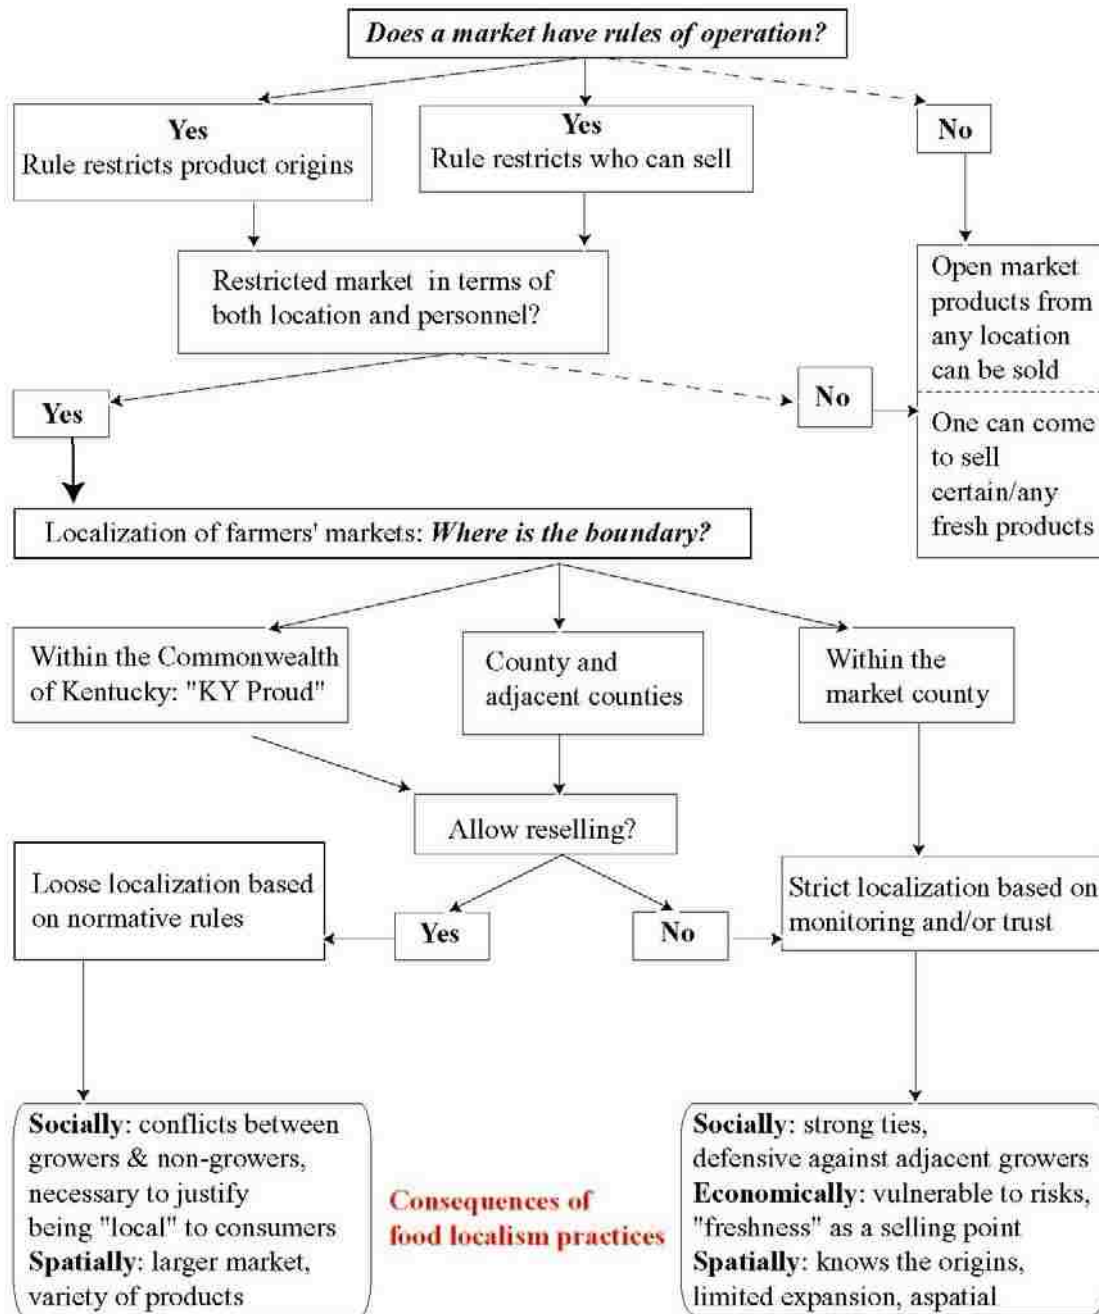 Does a market have rules of operation?
Yes
Rule restricts product origins
Yes
Rule restricts who can sell
No
Restricted market in terms of
both location and personnel?
Open market
products from
any location
can be sold
Yes
No
One can come
to sell
certain/any
fresh products
Localization of farmers' markets: Where is the boundary?
Within the Commonwealth
of Kentucky: "KY Proud"
County and
adjacent counties
Within the
market county
Allow reselling?
Loose localization based
on normative rules
Yes
No
Strict localization based on
monitoring and/or trust
Socially: conflicts between
growers & non-growers,
necessary to justify
being "local" to consumers
Spatially: larger market,
variety of products
Consequences of
food localism practices
Socially: strong ties,
defensive against adjacent growers
Economically: vulnerable to risks,
"freshness" as a selling point
Spatially: knows the origins,
limited expansion, aspatial